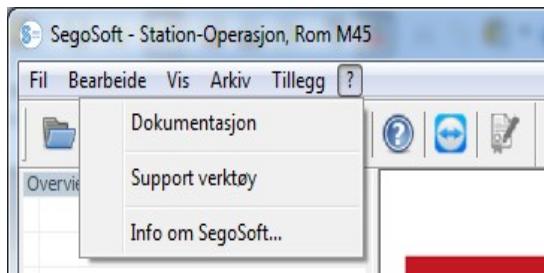 SegoSoft - Station-Operasjon, Rom M45
Fil Bearbeide Vis Arkiv Tillegg ?
Dokumentasjon
Overvie
Support verktøy
Info om SegoSoft...